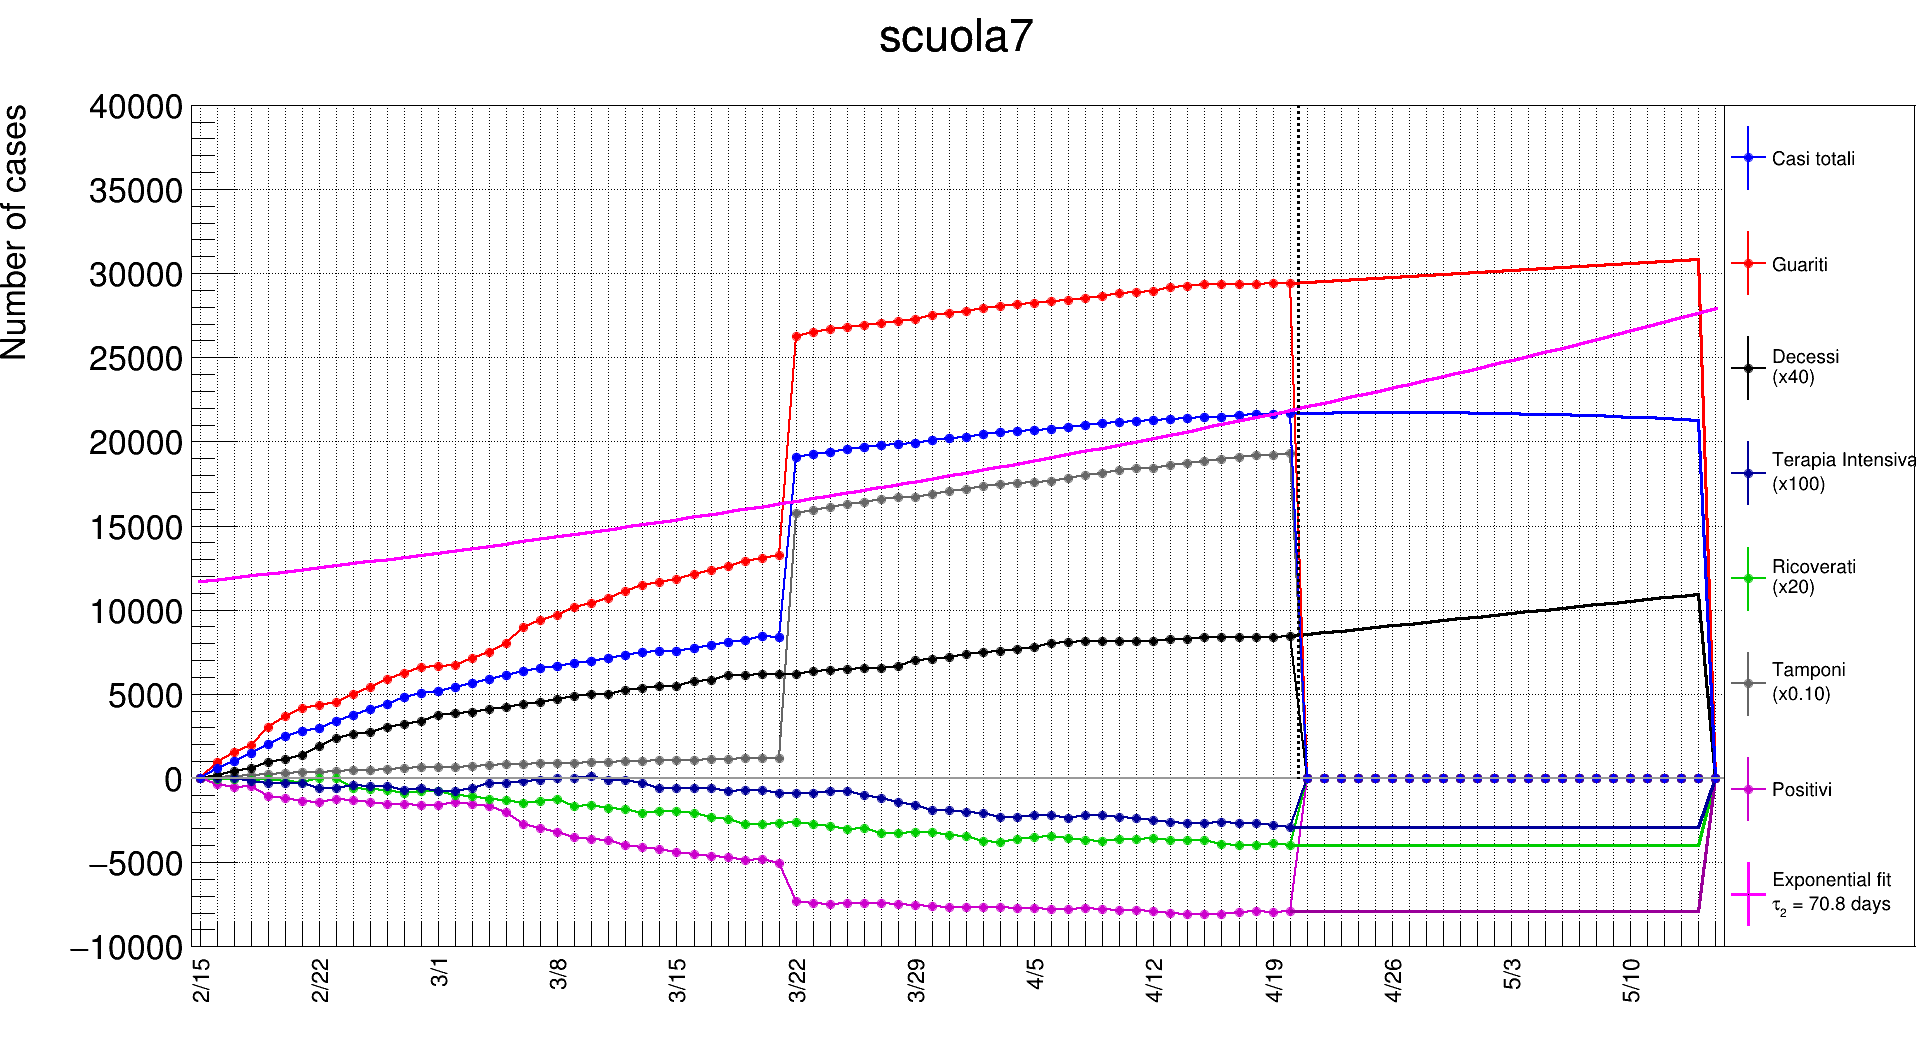 scuola7
Number of cases
40000
35000
30000
25000
20000
15000
10000
5000
0
−5000
−10000
2/15
2/22
3/1
3/8
3/15
3/22
3/29
4/5
4/12
4/19
4/26
5/3
5/10
Casi totali
Guariti
Decessi
(x40)
Terapia Intensiva
(x100)
Ricoverati
(x20)
Tamponi
(x0.10)
Positivi
Exponential fit
τ2 = 70.8 days